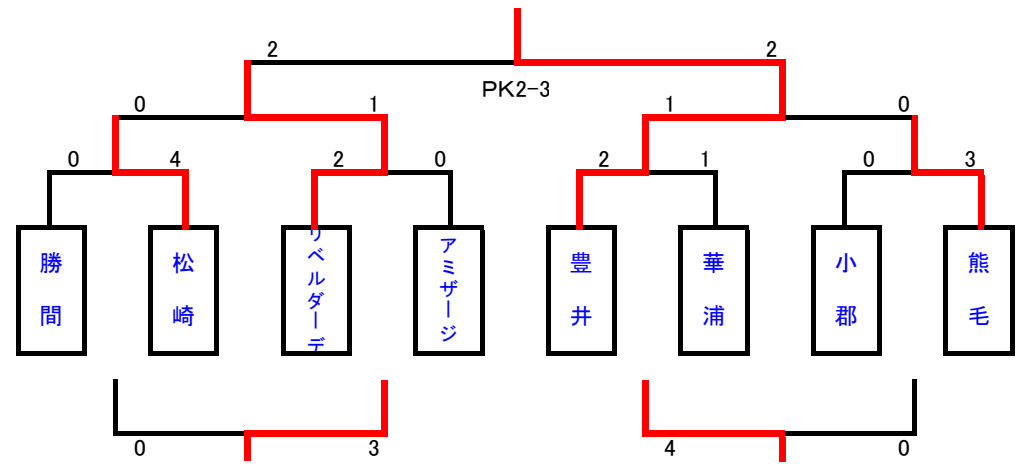 2 2
PK2-3
0 1 1 0
0 4 2 0 2 1 0 3
勝間
松崎
リベルダーデ
アミザージ
豊井
華浦
小郡
熊毛
0 3 4 0